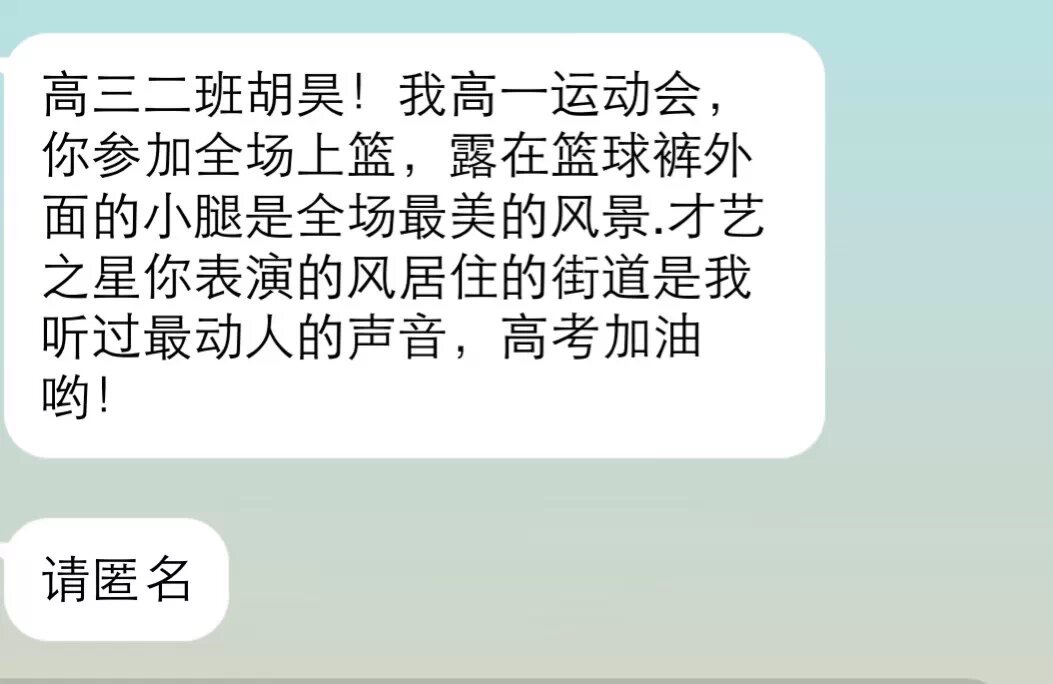 高三二班胡昊！我高一运动会，
你参加全场上篮，露在篮球裤外
面的小腿是全场最美的风景.才艺
之星你表演的风居住的街道是我
听过最动人的声音，高考加油
哟！
请匿名